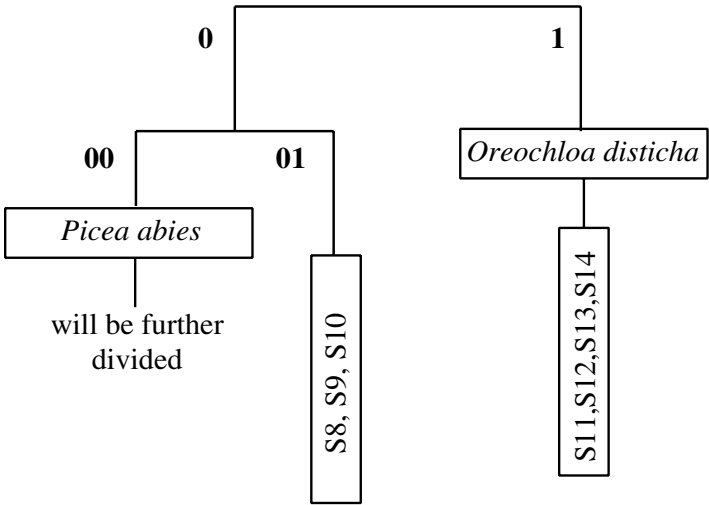 0
1
00
01
Oreochloa disticha
Picea abies
will be further
divided
S8, S9, S10
S11,S12,S13,S14